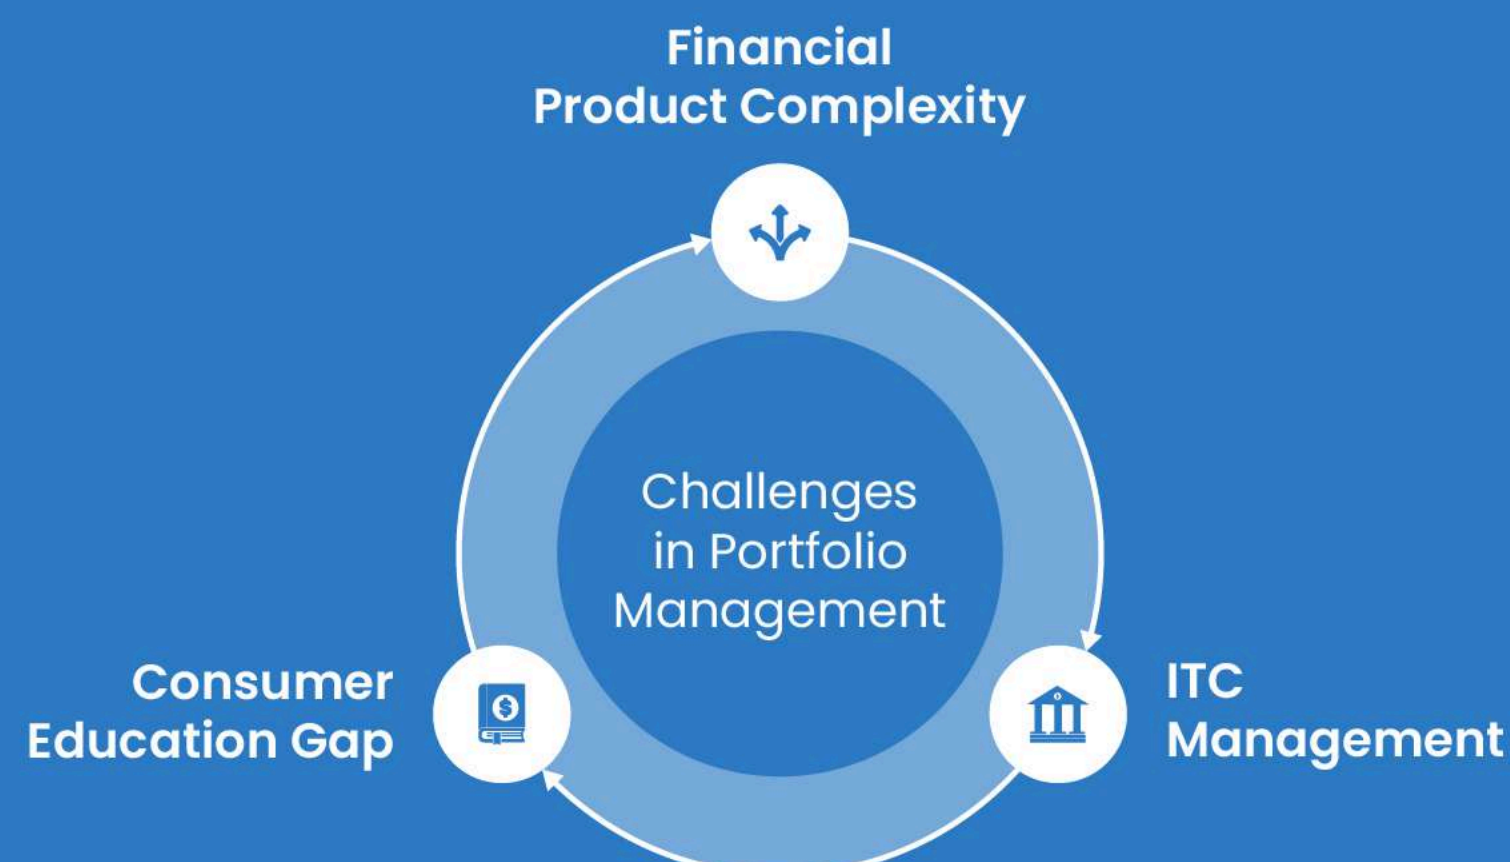 Financial
Product Complexity
Challenges
in Portfolio
Management
Consumer
Education Gap
ITC
Management